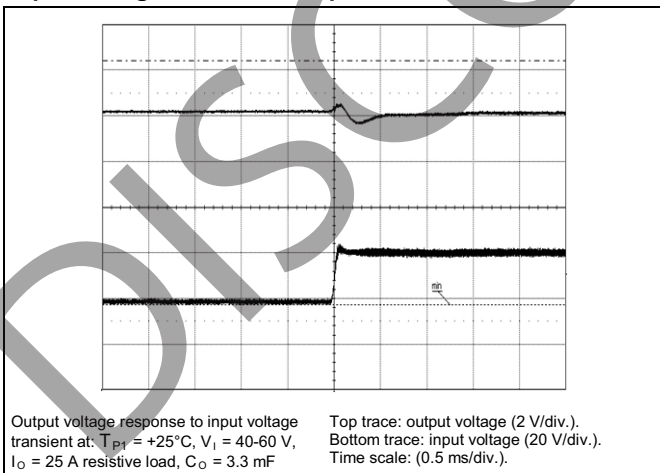 min
Output voltage response to input voltage
transient at: TP1 = +25°C, VI = 40-60 V,
IO = 25 A resistive load, CO = 3.3 mF
Top trace: output voltage (2 V/div.).
Bottom trace: input voltage (20 V/div.).
Time scale: (0.5 ms/div.).